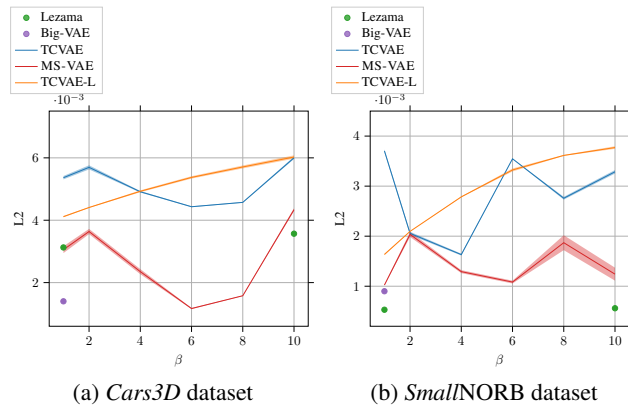 Lezama
Big-VAE
TCVAE
MS-VAE
TCVAE-L
·10⁻³
6
4
2
L2
2 4 6 8 10
β
(a) Cars3D dataset
Lezama
Big-VAE
TCVAE
MS-VAE
TCVAE-L
·10⁻³
4
3
2
1
L2
2 4 6 8 10
β
(b) SmallNORB dataset